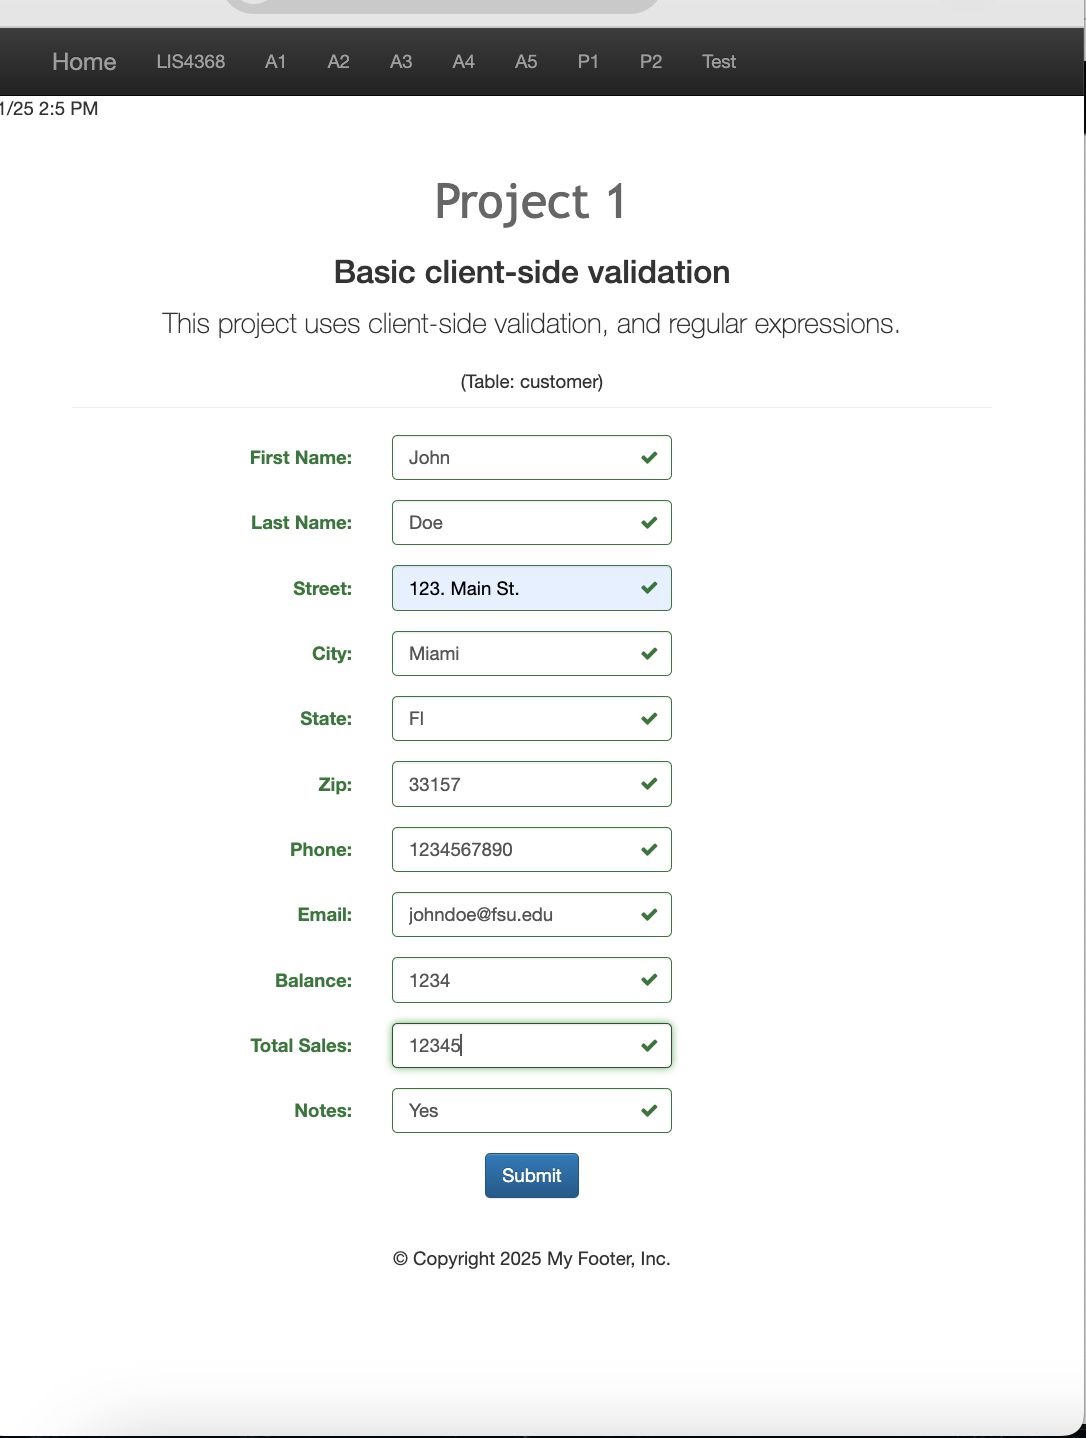 Home LIS4368 A1 A2 A3 A4 A5 P1 P2 Test
1/25 2:5 PM
Project 1
Basic client-side validation
This project uses client-side validation, and regular expressions.
(Table: customer)
First Name: John
Last Name: Doe
Street: 123. Main St.
City: Miami
State: Fl
Zip: 33157
Phone: 1234567890
Email: johndoe@fsu.edu
Balance: 1234
Total Sales: 12345
Notes: Yes
Submit
© Copyright 2025 My Footer, Inc.